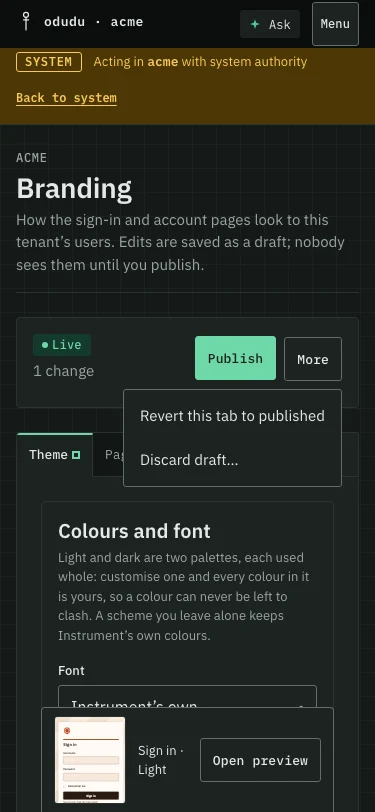 odudu · acme
Ask
Menu
SYSTEM
Acting in acme with system authority
Back to system
ACME
Branding
How the sign-in and account pages look to this
tenant’s users. Edits are saved as a draft; nobody
sees them until you publish.
Live
1 change
Publish
More
Revert this tab to published
Discard draft…
Theme
Colours and font
Light and dark are two palettes, each used
whole: customise one and every colour in it
is yours, so a colour can never be left to
clash. A scheme you leave alone keeps
Instrument’s own colours.
Font
Instrument’s own
Sign in
Sign in ·
Light
Open preview